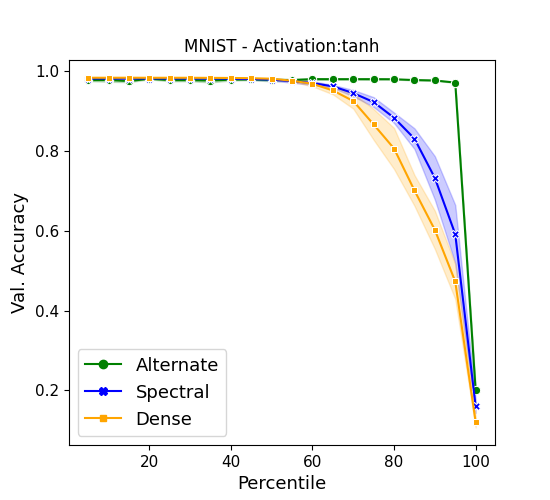 MNIST - Activation:tanh
Val. Accuracy
1.0
0.8
0.6
0.4
0.2
Alternate
Spectral
Dense
20 40 60 80 100
Percentile